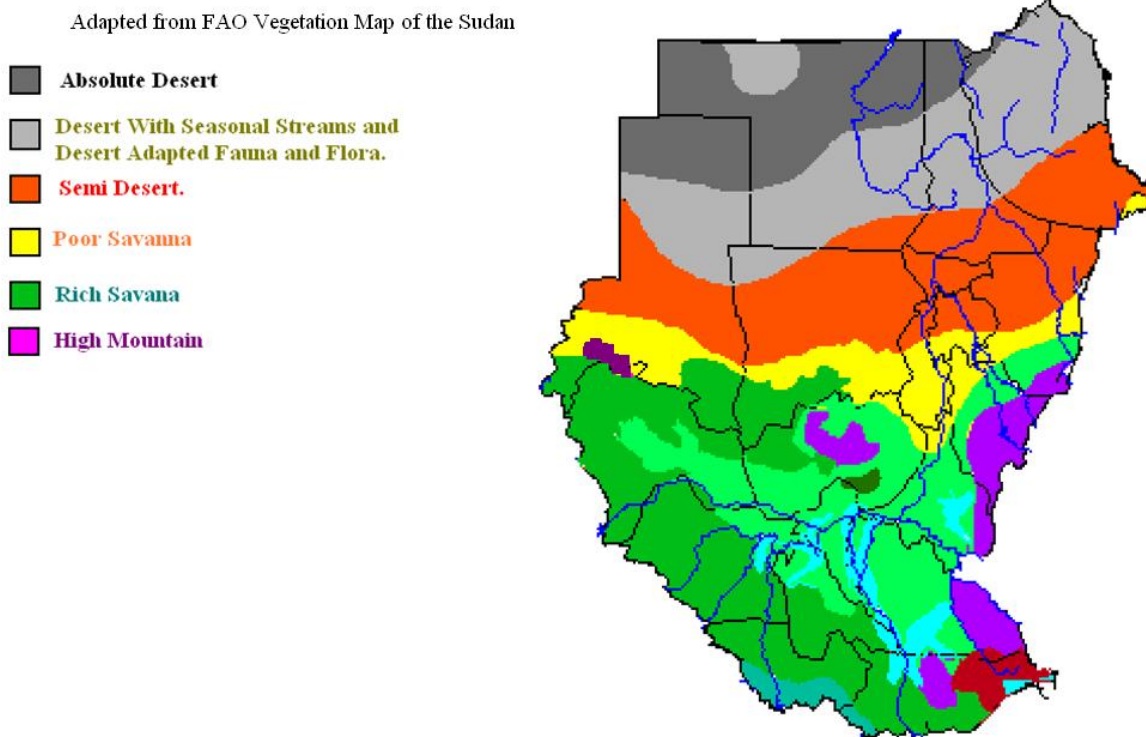 Adapted from FAO Vegetation Map of the Sudan
Absolute Desert
Desert With Seasonal Streams and
Desert Adapted Fauna and Flora.
Semi Desert.
Poor Savanna
Rich Savana
High Mountain